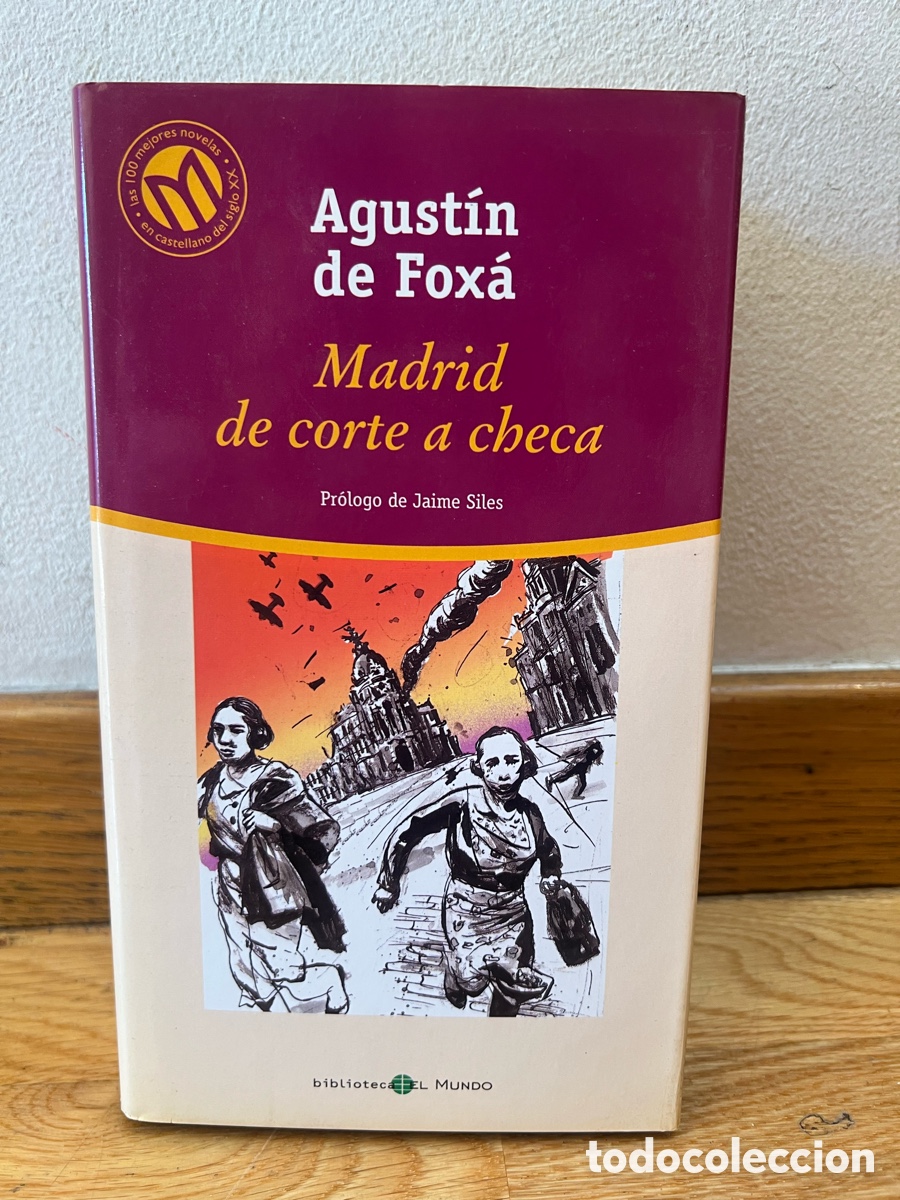 las 100 mejores novelas
en castellano del siglo XX
Agustín
de Foxá
Madrid
de corte a checa
Prólogo de Jaime Siles
biblioteca EL MUNDO
todocoleccion